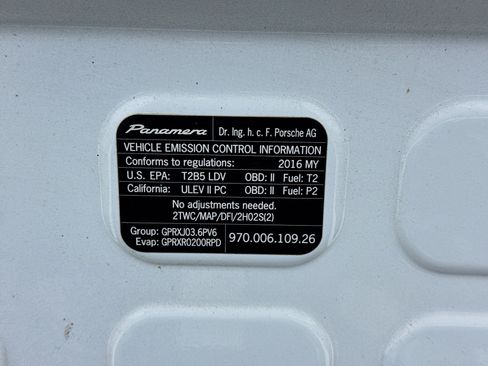 Panamera Dr. Ing. h. c. F. Porsche AG
VEHICLE EMISSION CONTROL INFORMATION
Conforms to regulations: 2016 MY
U.S. EPA: T2B5 LDV OBD: II Fuel: T2
California: ULEV II PC OBD: II Fuel: P2
No adjustments needed.
2TWC/MAP/DFI/2HO2S(2)
Group: GPRXJ03.6PV6
Evap: GPRXR0200RPD
970.006.109.26